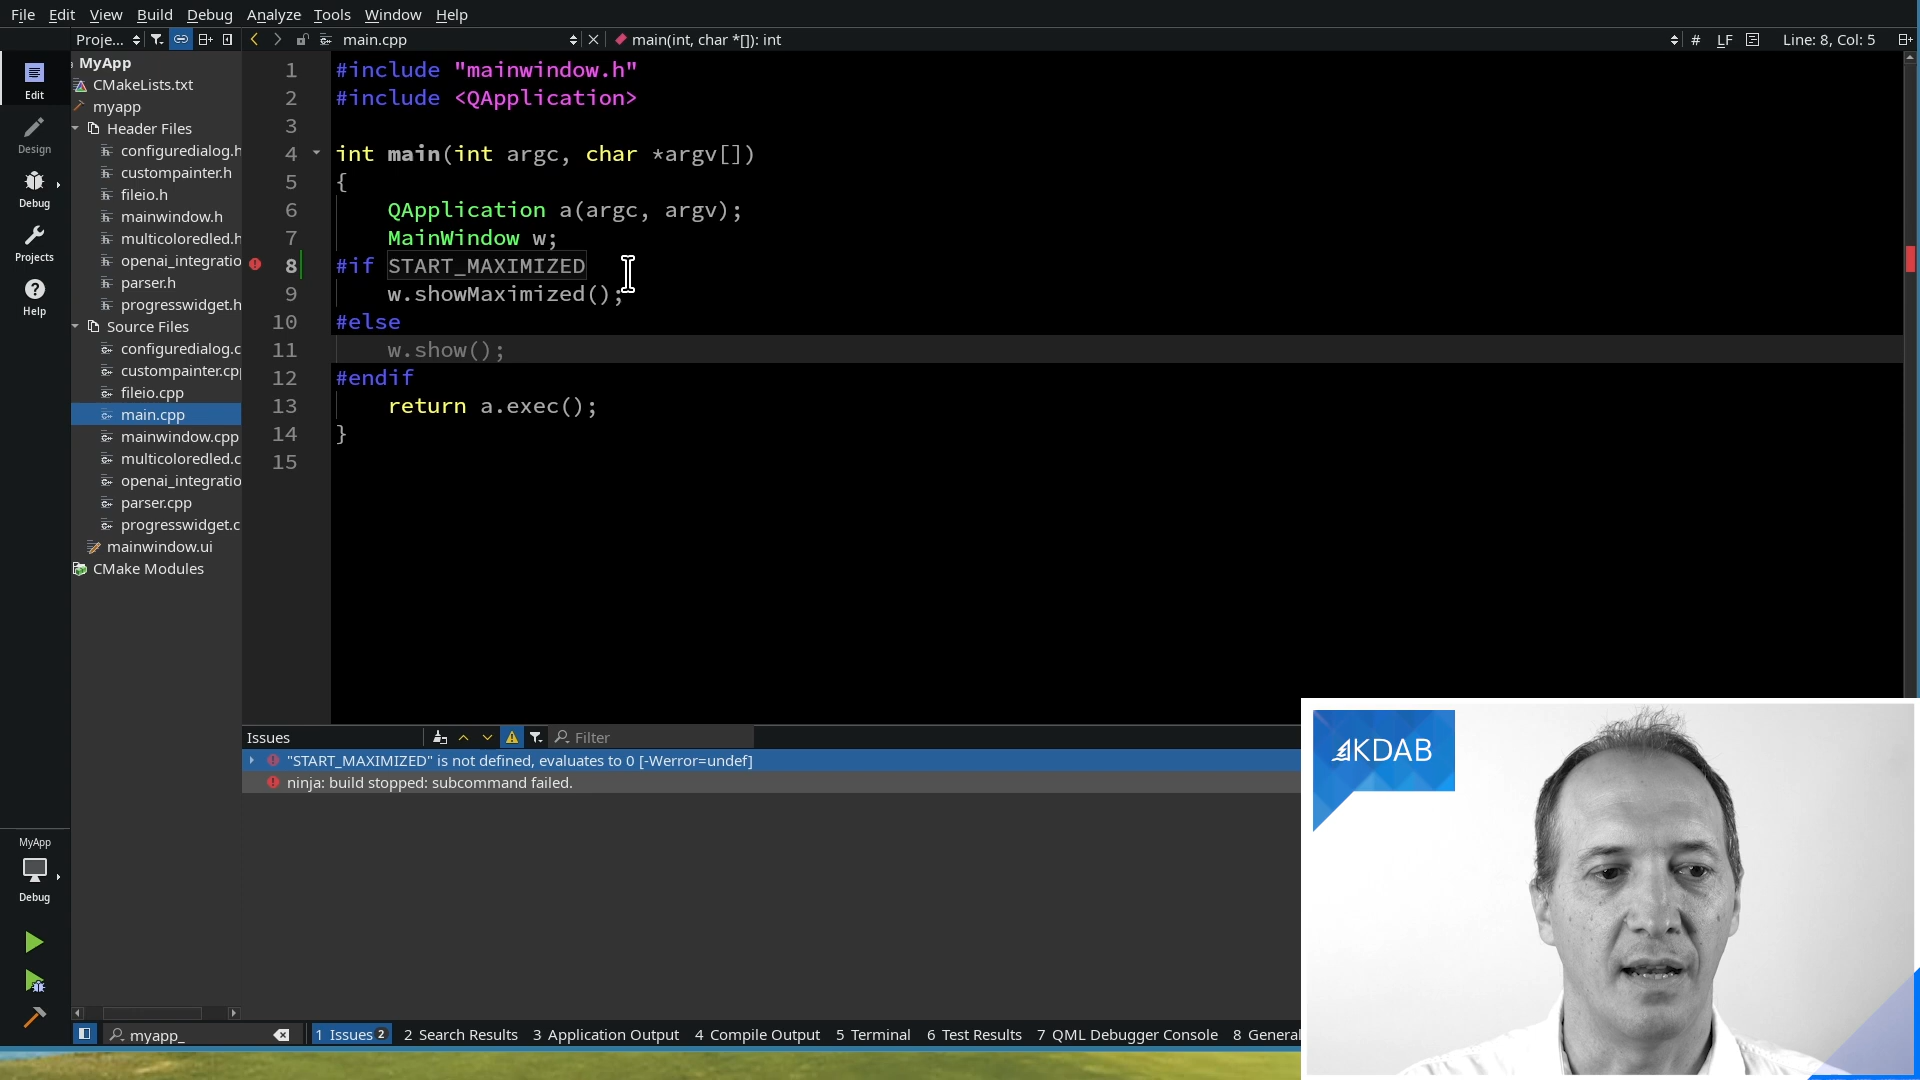 File Edit View Build Debug Analyze Tools Window Help
Proje... main.cpp main(int, char *[]): int # LF Line: 8, Col: 5
Edit
Design
Debug
Projects
Help
MyApp
CMakeLists.txt
myapp
Header Files
configuredialog.h
custompainter.h
fileio.h
mainwindow.h
multicoloredled.h
openai_integratio
parser.h
progresswidget.h
Source Files
configuredialog.c
custompainter.cpp
fileio.cpp
main.cpp
mainwindow.cpp
multicoloredled.c
openai_integratio
parser.cpp
progresswidget.c
mainwindow.ui
CMake Modules
1 #include "mainwindow.h"
2 #include <QApplication>
3
4 int main(int argc, char *argv[])
5 {
6 QApplication a(argc, argv);
7 MainWindow w;
8 #if START_MAXIMIZED
9 w.showMaximized();
10 #else
11 w.show();
12 #endif
13 return a.exec();
14 }
15
Issues Filter
"START_MAXIMIZED" is not defined, evaluates to 0 [-Werror=undef]
ninja: build stopped: subcommand failed.
MyApp
Debug
myapp_ 1 Issues 2 2 Search Results 3 Application Output 4 Compile Output 5 Terminal 6 Test Results 7 QML Debugger Console 8 General
KDAB